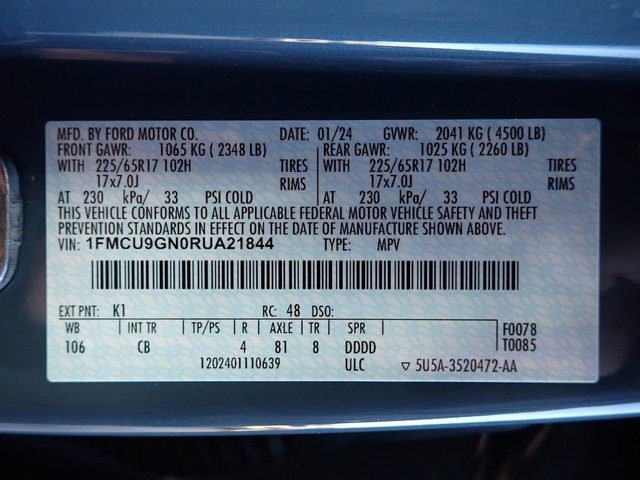 MFD. BY FORD MOTOR CO. DATE: 01/24 GVWR: 2041 KG ( 4500 LB)
FRONT GAWR: 1065 KG ( 2348 LB) REAR GAWR: 1025 KG ( 2260 LB)
WITH 225/65R17 102H TIRES WITH 225/65R17 102H TIRES
17x7.0J RIMS 17x7.0J RIMS
AT 230 kPa/ 33 PSI COLD AT 230 kPa/ 33 PSI COLD
THIS VEHICLE CONFORMS TO ALL APPLICABLE FEDERAL MOTOR VEHICLE SAFETY AND THEFT
PREVENTION STANDARDS IN EFFECT ON THE DATE OF MANUFACTURE SHOWN ABOVE.
VIN: 1FMCU9GN0RUA21844 TYPE: MPV
EXT PNT: K1 RC: 48 DSO:
WB INT TR TP/PS R AXLE TR SPR F0078
106 CB 4 81 8 DDDD T0085
1202401110639 ULC ▽ 5U5A-3520472-AA